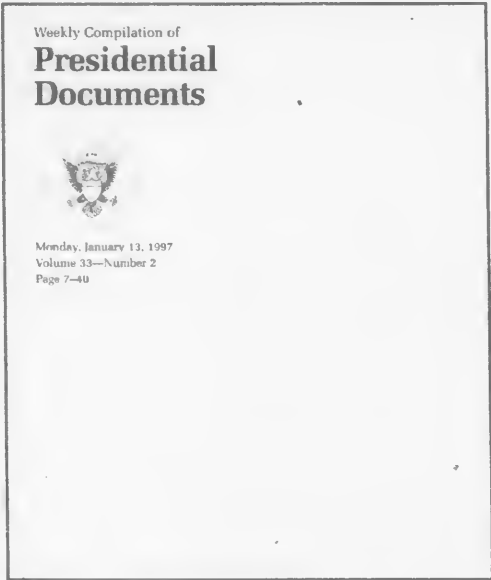 Weekly Compilation of
Presidential
Documents
Monday, January 13, 1997
Volume 33—Number 2
Page 7–40